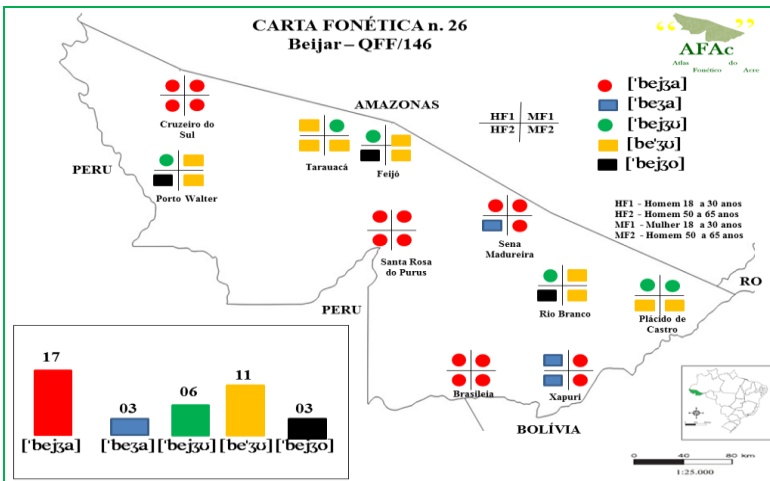 CARTA FONÉTICA n. 26
Beijar – QFF/146
“ ”
AFAc
Atlas do
Fonético Acre
['bejʒa]
['beʒa]
['bejʒʊ]
[be'ʒʊ]
['bejʒo]
HF1 MF1
HF2 MF2
AMAZONAS
Cruzeiro do
Sul
Tarauacá
Feijó
PERU
Porto Walter
HF1 - Homem 18 a 30 anos
HF2 - Homem 50 a 65 anos
MF1 - Mulher 18 a 30 anos
MF2 - Homem 50 a 65 anos
Sena
Madureira
Santa Rosa
do Purus
RO
PERU
Rio Branco
Plácido de
Castro
Brasileia
Xapuri
BOLÍVIA
17
03
06
11
03
['bejʒa]
['beʒa]
['bejʒʊ]
[be'ʒʊ]
['bejʒo]
0 40 60 80 km
1:25.000